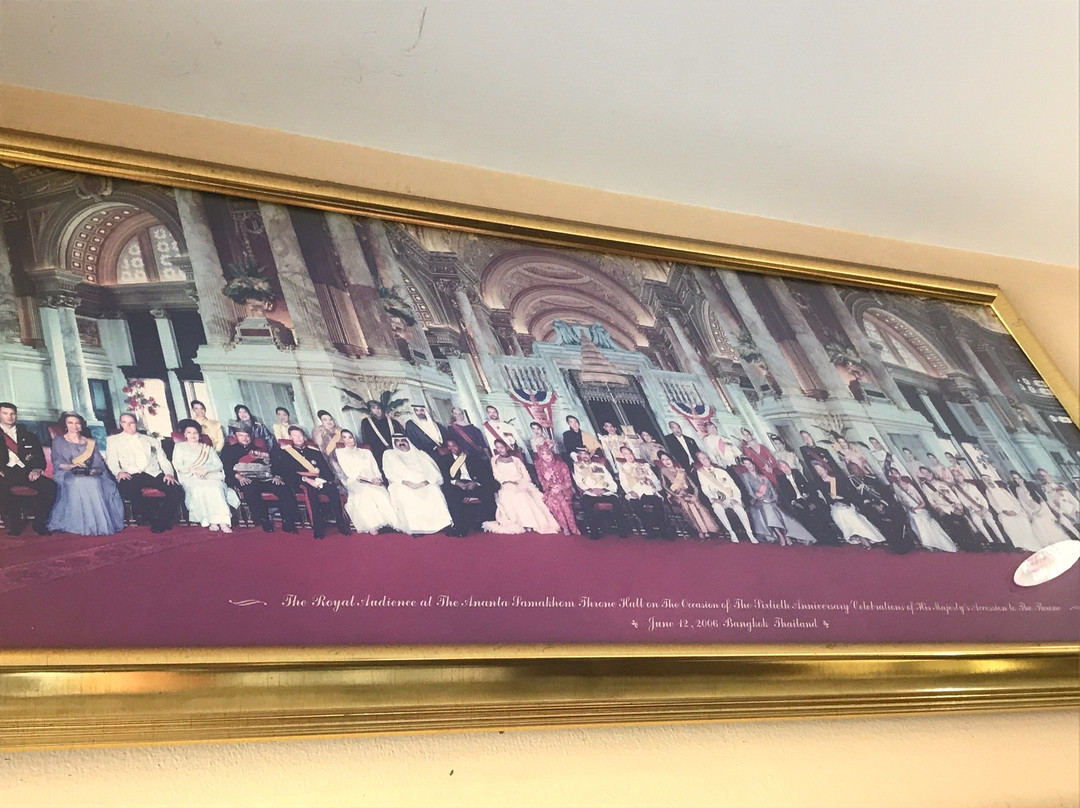 The Royal Audience at The Ananta Samakhom Throne Hall on The Occasion of The Sixtieth Anniversary Celebrations of His Majesty's Accession to The Throne
June 12, 2006 Bangkok Thailand